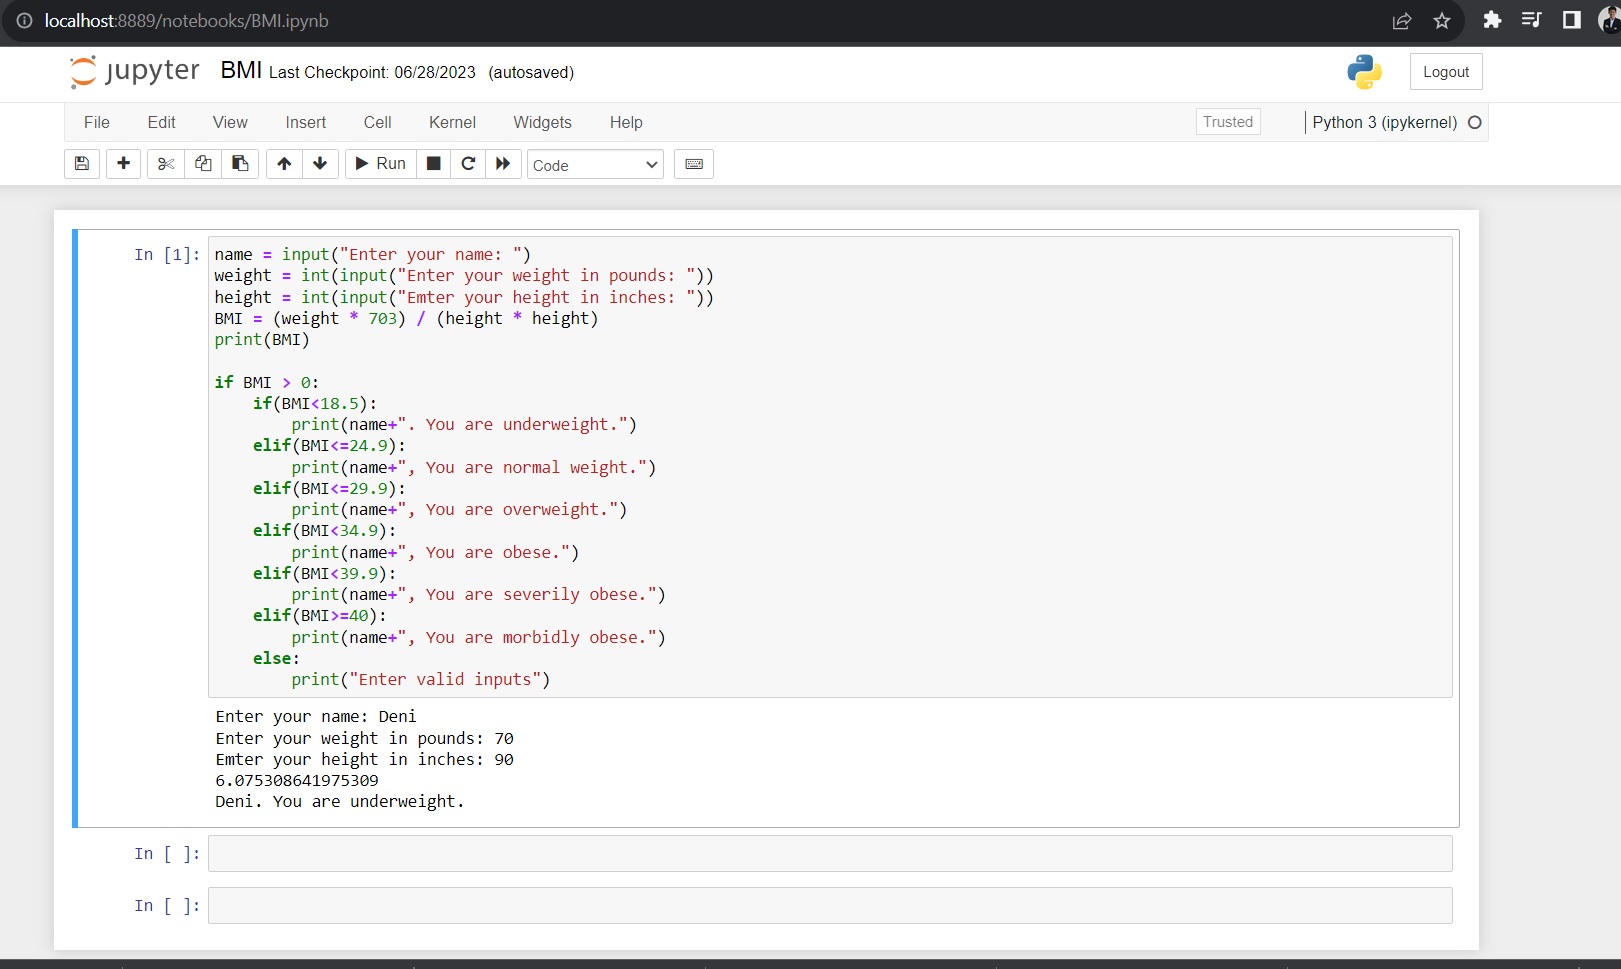 localhost:8889/notebooks/BMI.ipynb
jupyter BMI Last Checkpoint: 06/28/2023 (autosaved) Logout
File Edit View Insert Cell Kernel Widgets Help Trusted Python 3 (ipykernel)
Run Code
In [1]: name = input("Enter your name: ")
weight = int(input("Enter your weight in pounds: "))
height = int(input("Emter your height in inches: "))
BMI = (weight * 703) / (height * height)
print(BMI)
if BMI > 0:
    if(BMI<18.5):
        print(name+". You are underweight.")
    elif(BMI<=24.9):
        print(name+", You are normal weight.")
    elif(BMI<=29.9):
        print(name+", You are overweight.")
    elif(BMI<34.9):
        print(name+", You are obese.")
    elif(BMI<39.9):
        print(name+", You are severily obese.")
    elif(BMI>=40):
        print(name+", You are morbidly obese.")
    else:
        print("Enter valid inputs")
Enter your name: Deni
Enter your weight in pounds: 70
Emter your height in inches: 90
6.075308641975309
Deni. You are underweight.
In [ ]:
In [ ]: